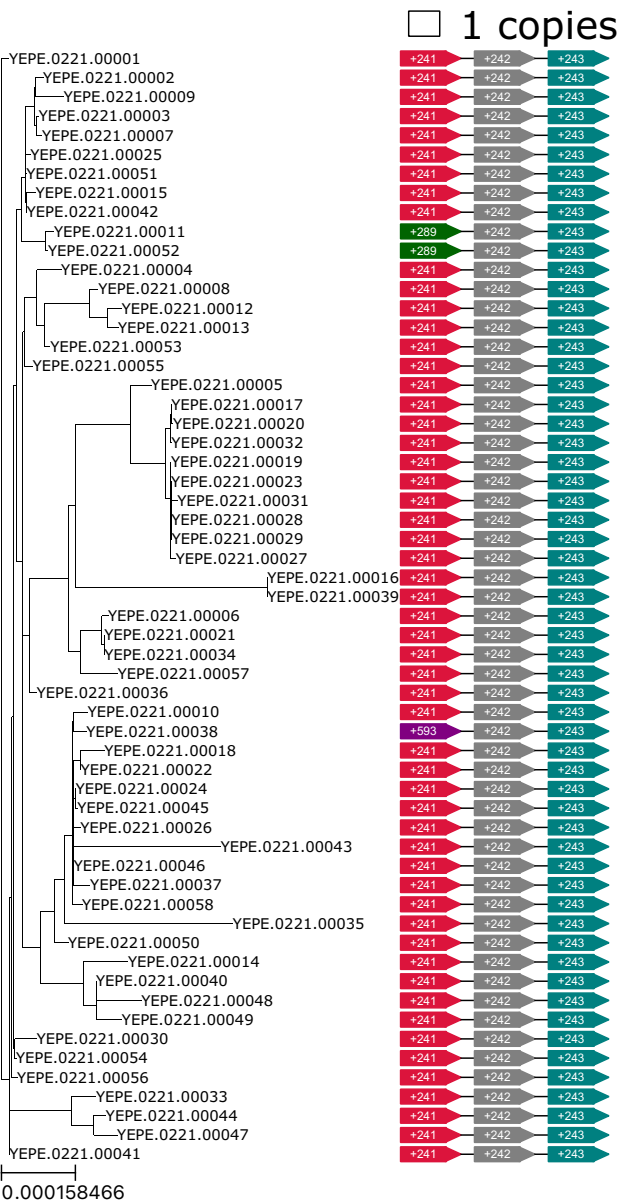 1 copies
YEPE.0221.00001 +241 +242 +243
YEPE.0221.00002 +241 +242 +243
YEPE.0221.00009 +241 +242 +243
YEPE.0221.00003 +241 +242 +243
YEPE.0221.00007 +241 +242 +243
YEPE.0221.00025 +241 +242 +243
YEPE.0221.00051 +241 +242 +243
YEPE.0221.00015 +241 +242 +243
YEPE.0221.00042 +241 +242 +243
YEPE.0221.00011 +289 +242 +243
YEPE.0221.00052 +289 +242 +243
YEPE.0221.00004 +241 +242 +243
YEPE.0221.00008 +241 +242 +243
YEPE.0221.00012 +241 +242 +243
YEPE.0221.00013 +241 +242 +243
YEPE.0221.00053 +241 +242 +243
YEPE.0221.00055 +241 +242 +243
YEPE.0221.00005 +241 +242 +243
YEPE.0221.00017 +241 +242 +243
YEPE.0221.00020 +241 +242 +243
YEPE.0221.00032 +241 +242 +243
YEPE.0221.00019 +241 +242 +243
YEPE.0221.00023 +241 +242 +243
YEPE.0221.00031 +241 +242 +243
YEPE.0221.00028 +241 +242 +243
YEPE.0221.00029 +241 +242 +243
YEPE.0221.00027 +241 +242 +243
YEPE.0221.00016 +241 +242 +243
YEPE.0221.00039 +241 +242 +243
YEPE.0221.00006 +241 +242 +243
YEPE.0221.00021 +241 +242 +243
YEPE.0221.00034 +241 +242 +243
YEPE.0221.00057 +241 +242 +243
YEPE.0221.00036 +241 +242 +243
YEPE.0221.00010 +241 +242 +243
YEPE.0221.00038 +593 +242 +243
YEPE.0221.00018 +241 +242 +243
YEPE.0221.00022 +241 +242 +243
YEPE.0221.00024 +241 +242 +243
YEPE.0221.00045 +241 +242 +243
YEPE.0221.00026 +241 +242 +243
YEPE.0221.00043 +241 +242 +243
YEPE.0221.00046 +241 +242 +243
YEPE.0221.00037 +241 +242 +243
YEPE.0221.00058 +241 +242 +243
YEPE.0221.00035 +241 +242 +243
YEPE.0221.00050 +241 +242 +243
YEPE.0221.00014 +241 +242 +243
YEPE.0221.00040 +241 +242 +243
YEPE.0221.00048 +241 +242 +243
YEPE.0221.00049 +241 +242 +243
YEPE.0221.00030 +241 +242 +243
YEPE.0221.00054 +241 +242 +243
YEPE.0221.00056 +241 +242 +243
YEPE.0221.00033 +241 +242 +243
YEPE.0221.00044 +241 +242 +243
YEPE.0221.00047 +241 +242 +243
YEPE.0221.00041 +241 +242 +243
0.000158466